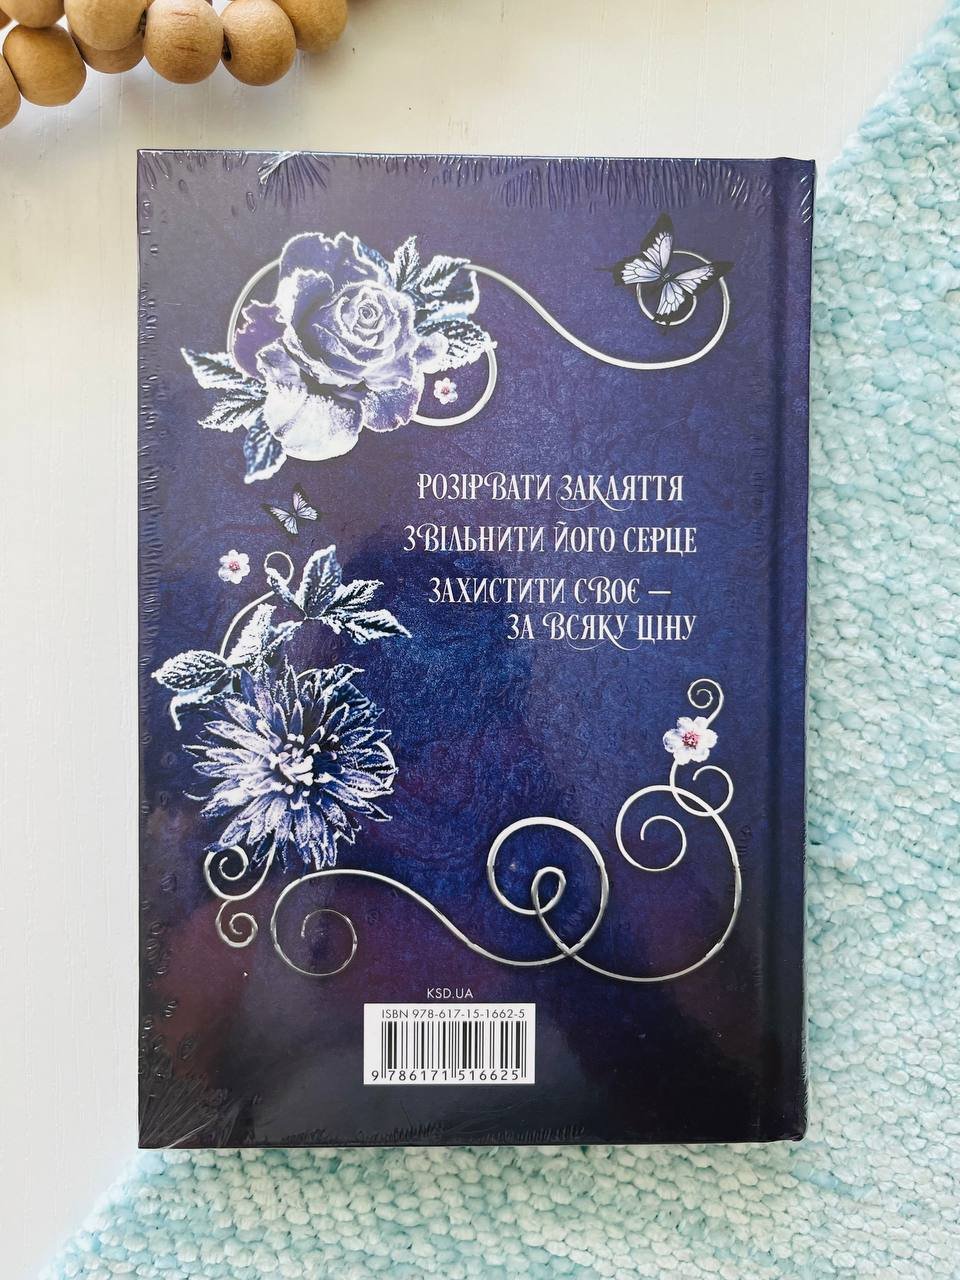 РОЗІРВАТИ ЗАКЛЯТТЯ
ЗВІЛЬНИТИ ЙОГО СЕРЦЕ
ЗАХИСТИТИ СВОЄ —
ЗА ВСЯКУ ЦІНУ
KSD.UA
ISBN 978-617-15-1662-5
9 786171 516625